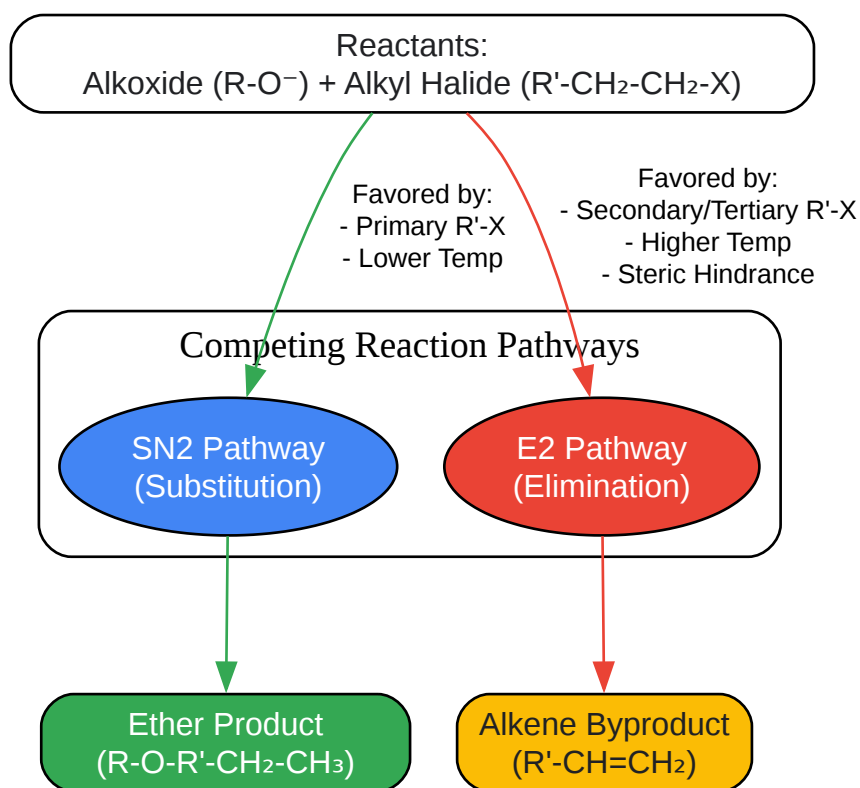 Reactants:
Alkoxide (R-O⁻) + Alkyl Halide (R'-CH₂-CH₂-X)
Favored by:
- Primary R'-X
- Lower Temp
Favored by:
- Secondary/Tertiary R'-X
- Higher Temp
- Steric Hindrance
Competing Reaction Pathways
SN2 Pathway
(Substitution)
E2 Pathway
(Elimination)
Ether Product
(R-O-R'-CH₂-CH₃)
Alkene Byproduct
(R'-CH=CH₂)